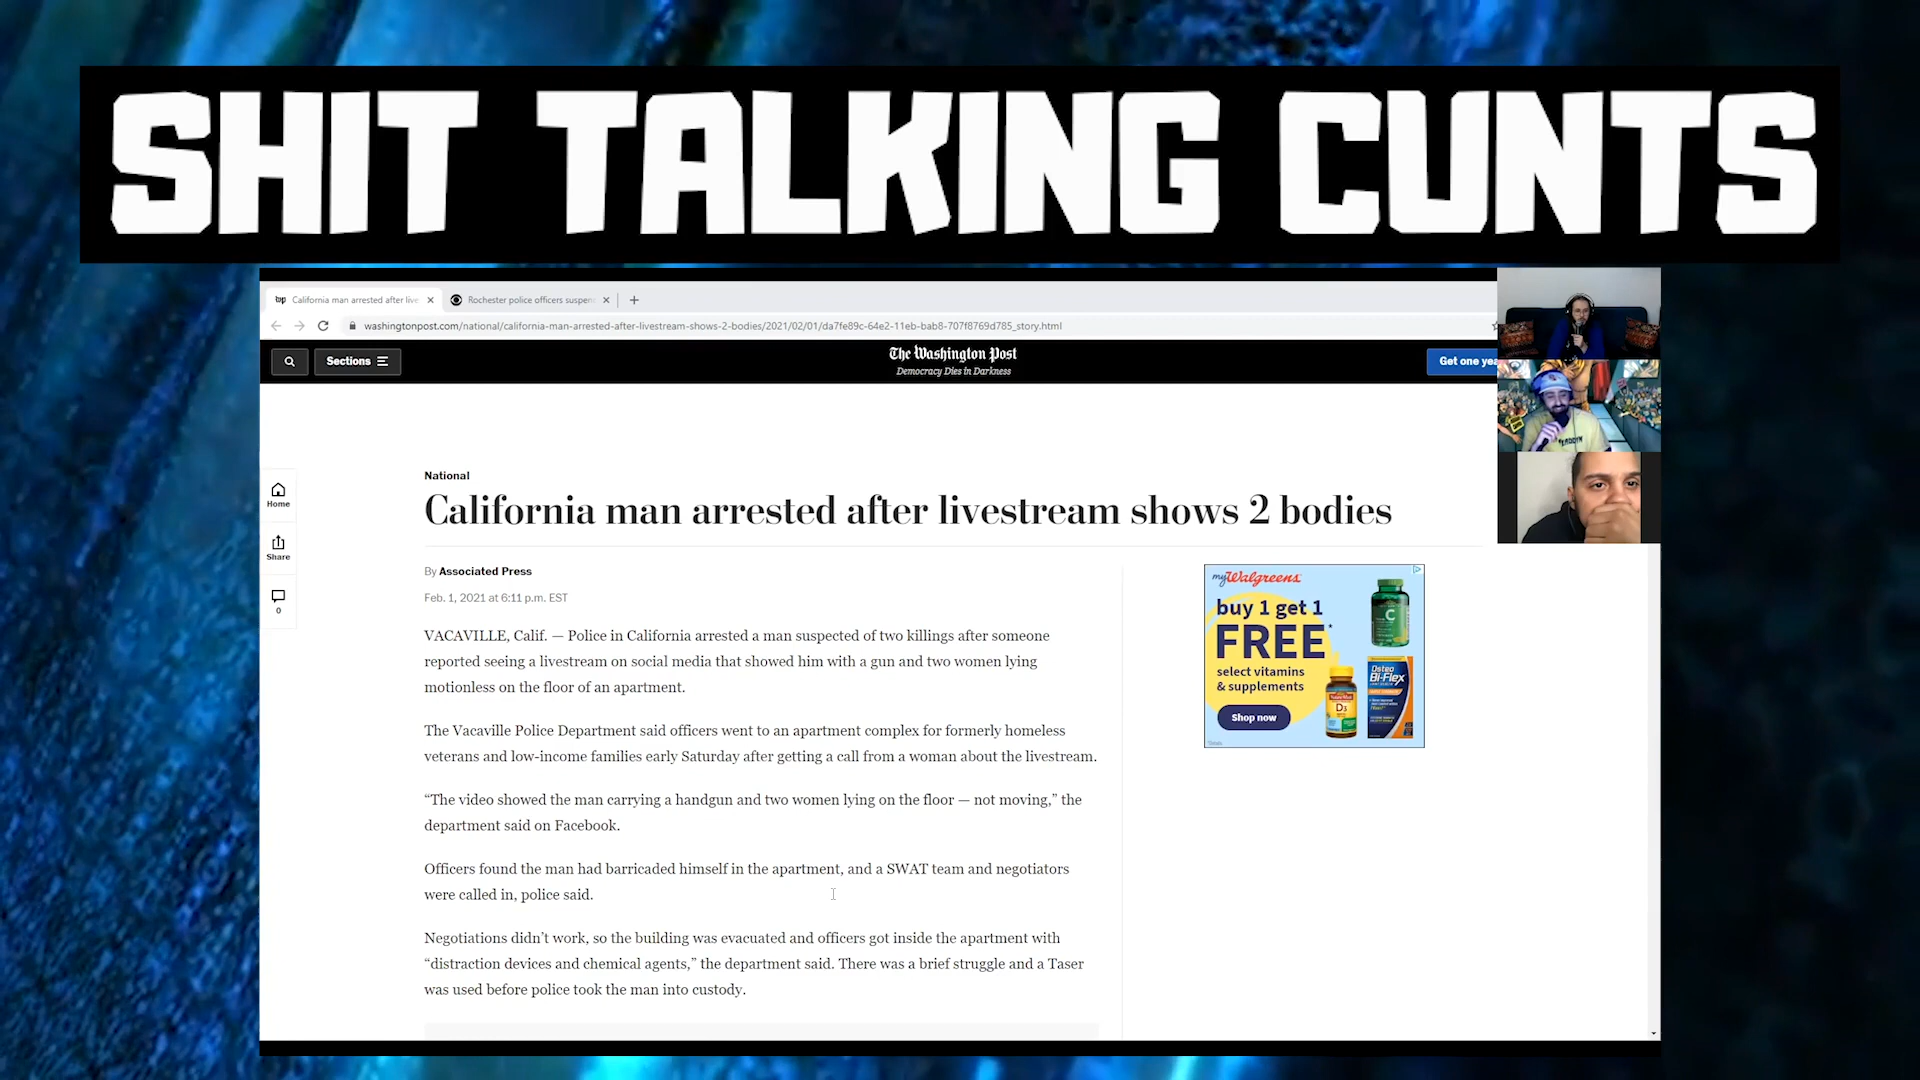 SHIT TALKING CUNTS
California man arrested after live
Rochester police officers suspen
washingtonpost.com/national/california-man-arrested-after-livestream-shows-2-bodies/2021/02/01/da7fe89c-64e2-11eb-bab8-707f8769d785_story.html
Sections
The Washington Post
Democracy Dies in Darkness
Get one yea
Home
Share
0
National
California man arrested after livestream shows 2 bodies
By Associated Press
Feb. 1, 2021 at 6:11 p.m. EST
VACAVILLE, Calif. — Police in California arrested a man suspected of two killings after someone
reported seeing a livestream on social media that showed him with a gun and two women lying
motionless on the floor of an apartment.
The Vacaville Police Department said officers went to an apartment complex for formerly homeless
veterans and low-income families early Saturday after getting a call from a woman about the livestream.
“The video showed the man carrying a handgun and two women lying on the floor — not moving,” the
department said on Facebook.
Officers found the man had barricaded himself in the apartment, and a SWAT team and negotiators
were called in, police said.
Negotiations didn’t work, so the building was evacuated and officers got inside the apartment with
“distraction devices and chemical agents,” the department said. There was a brief struggle and a Taser
was used before police took the man into custody.
myWalgreens
buy 1 get 1
FREE*
select vitamins
& supplements
Shop now
C
D3
Osteo
Bi-Flex